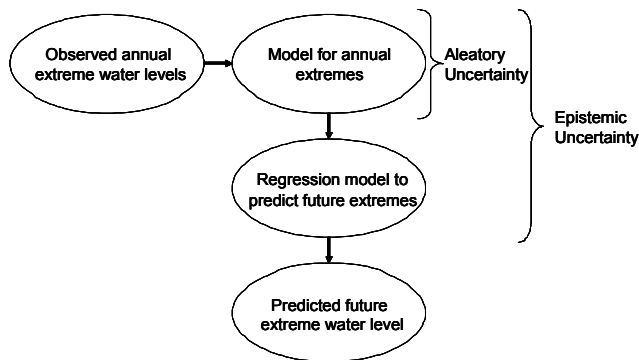 Observed annual
extreme water levels
Model for annual
extremes
Aleatory
Uncertainty
Epistemic
Uncertainty
Regression model to
predict future extremes
Predicted future
extreme water level